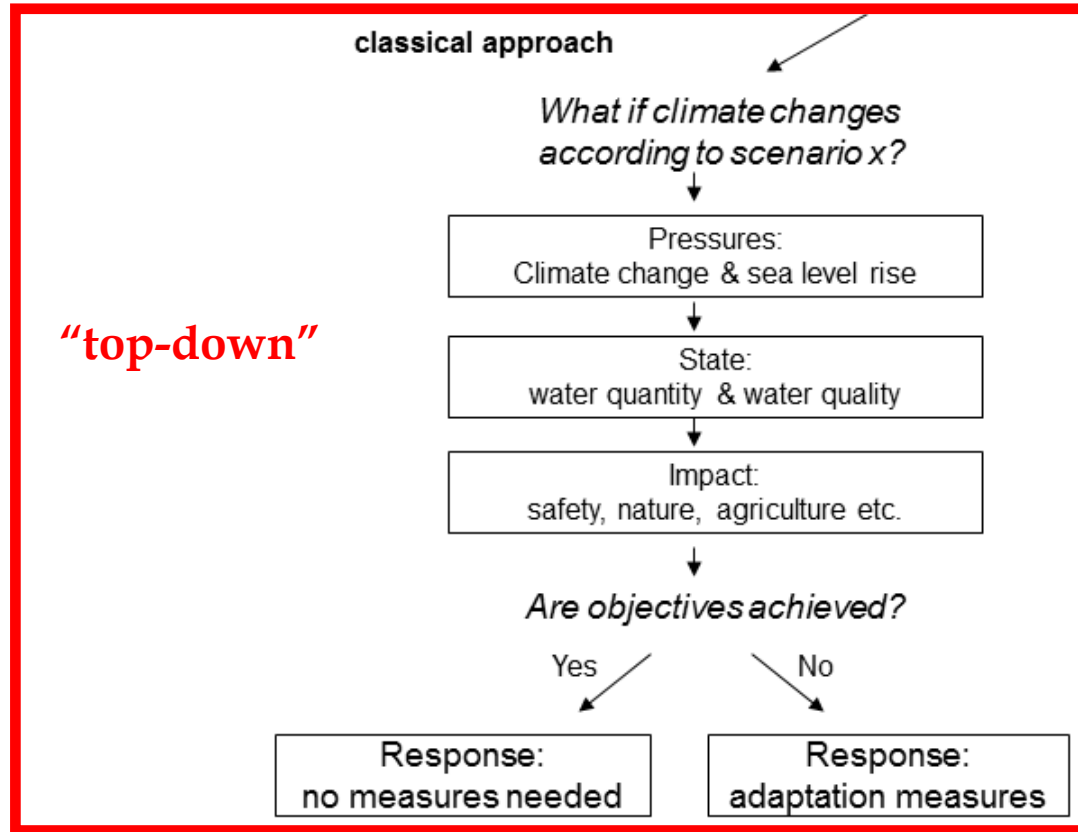 classical approach
What if climate changes
according to scenario x?
Pressures:
Climate change & sea level rise
“top-down”
State:
water quantity & water quality
Impact:
safety, nature, agriculture etc.
Are objectives achieved?
Yes
No
Response:
no measures needed
Response:
adaptation measures